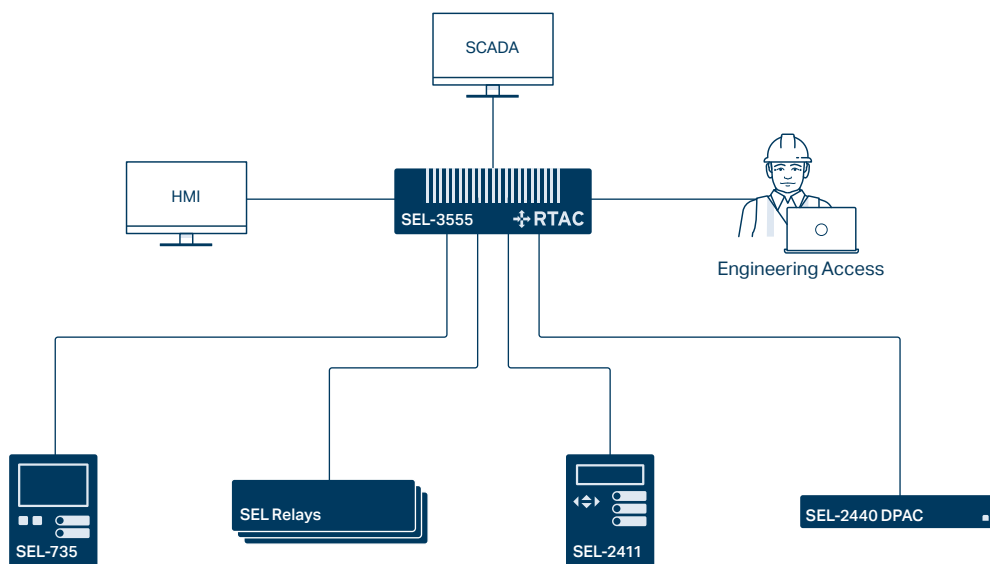 SCADA
HMI
SEL-3555 RTAC
Engineering Access
SEL-735
SEL Relays
SEL-2411
SEL-2440 DPAC